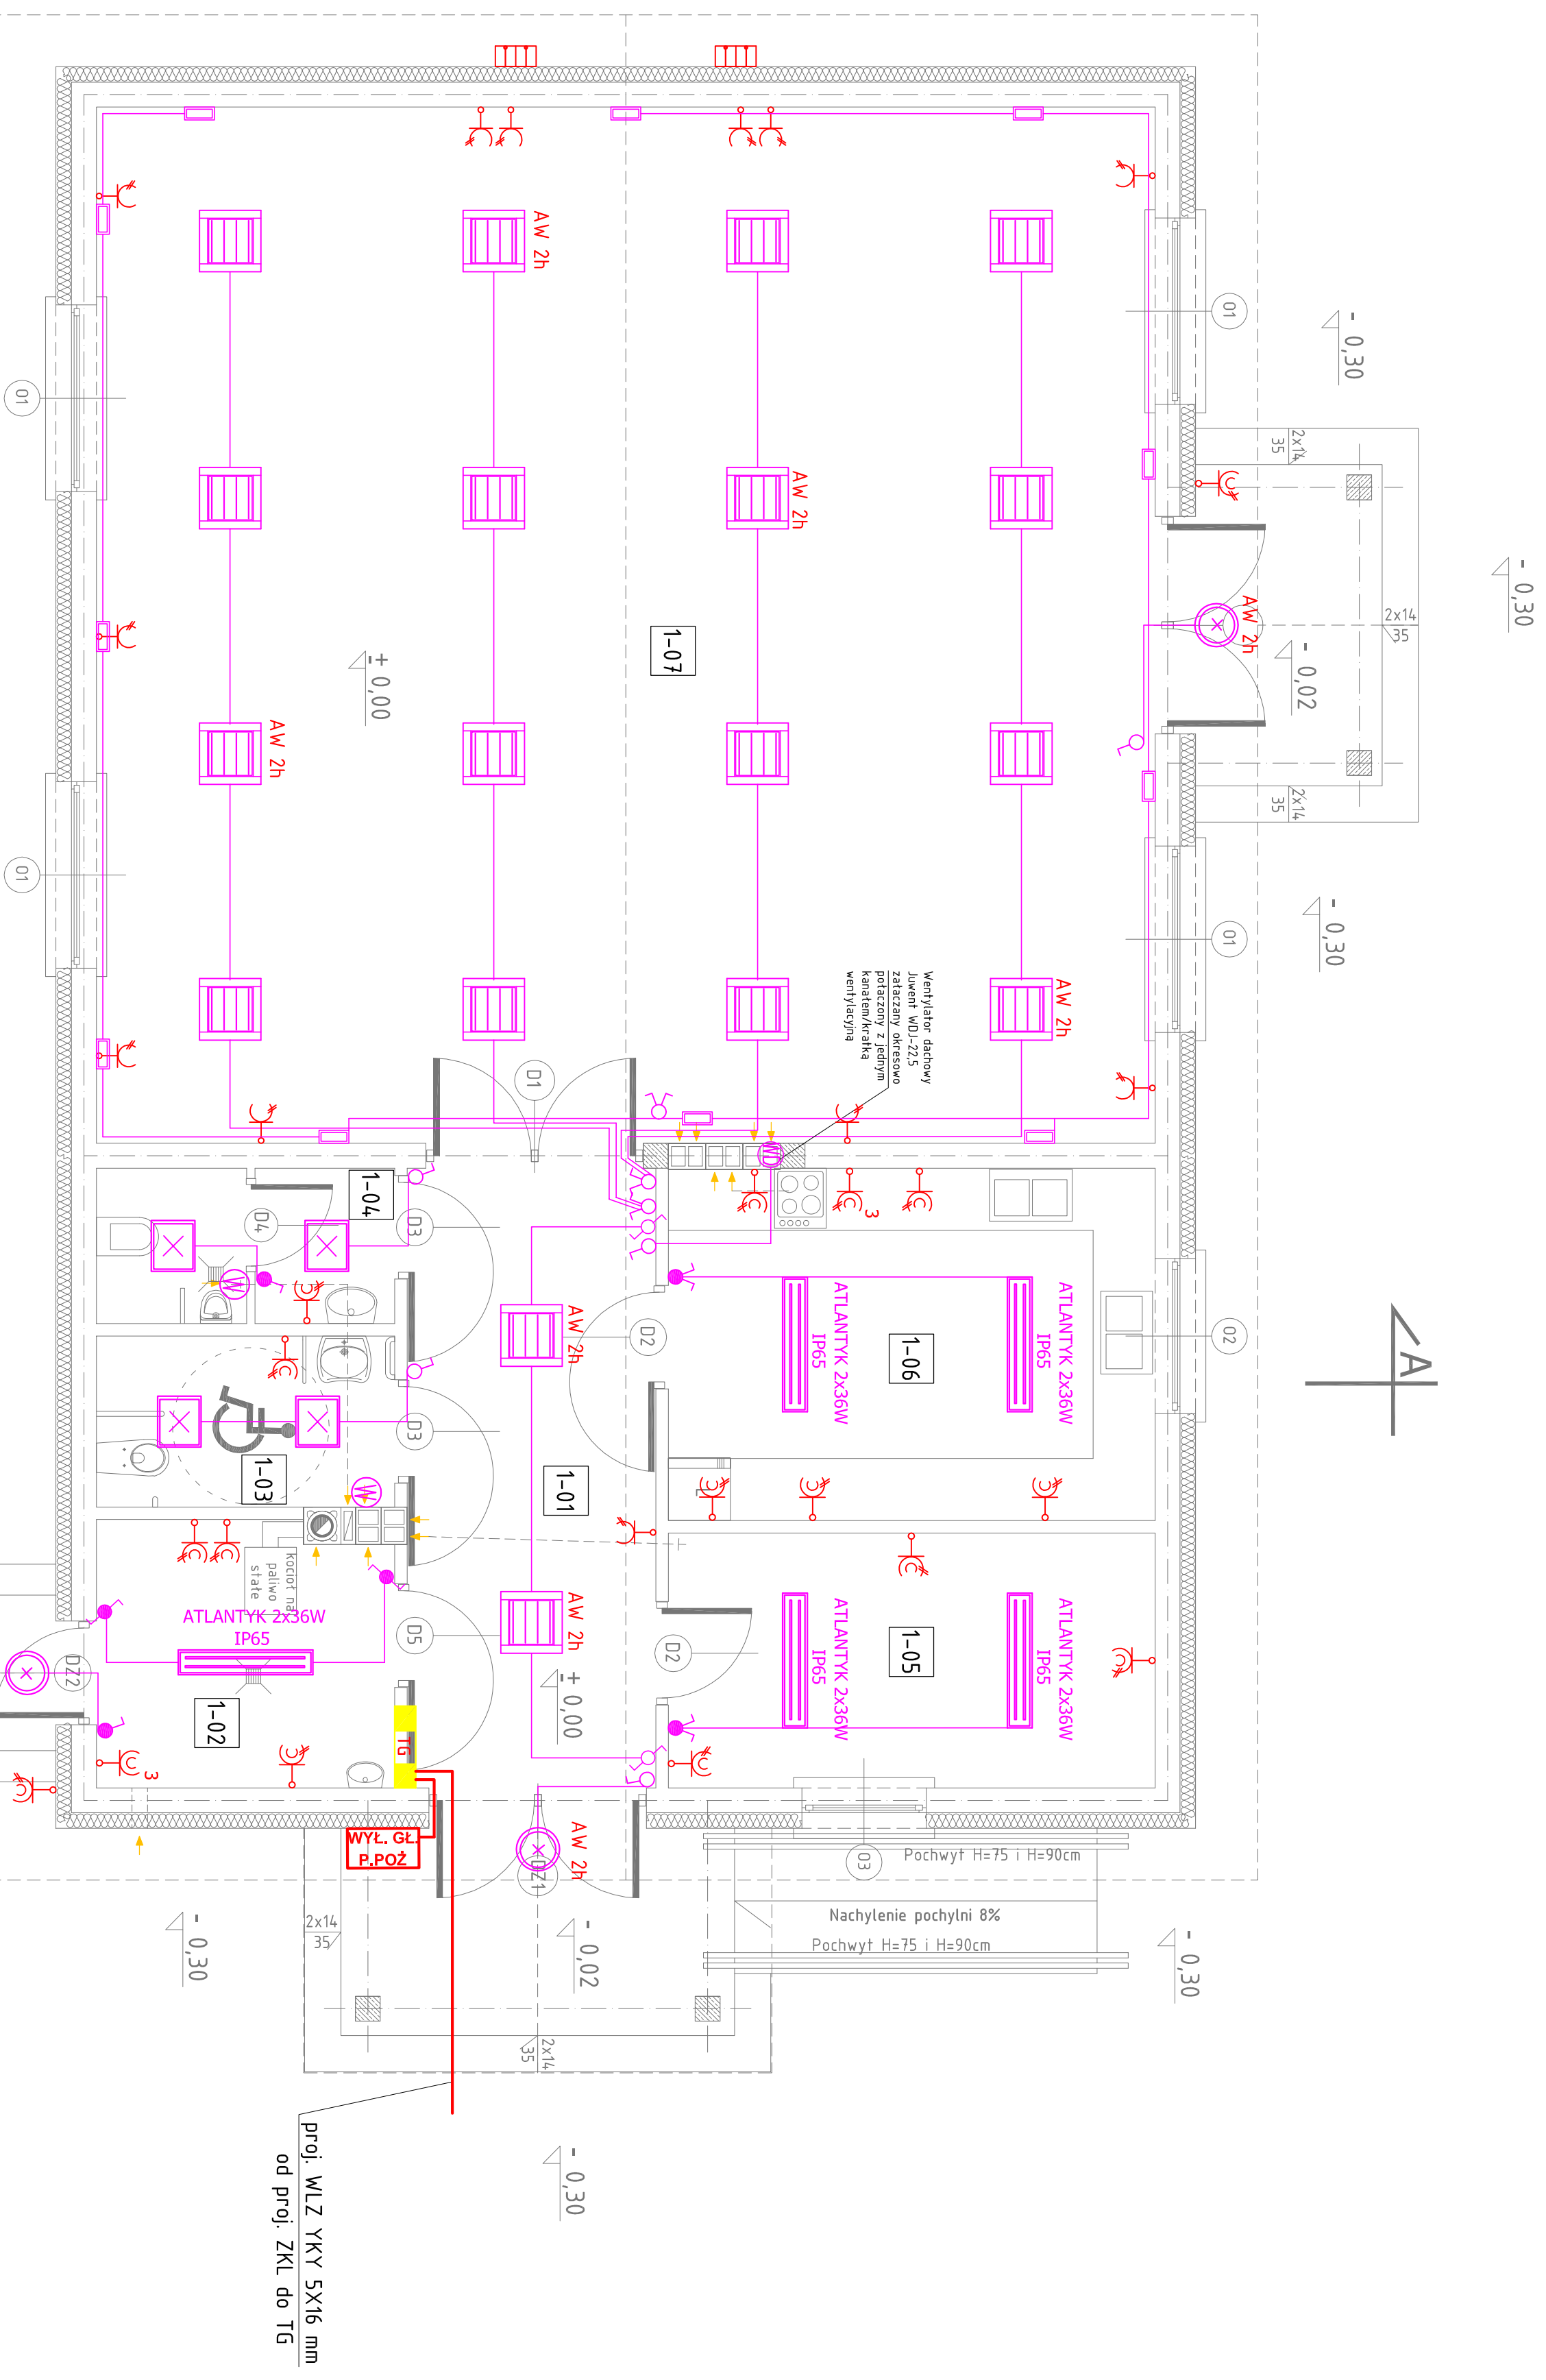 01
- 0,30
2x14
35
01
AW 2h
AW 2h
- 0,30
2x14
35
AW 2h
- 0,02
1-07
+ 0,00
AW 2h
2x14
35
01
01
- 0,30
Wentylator dachowy
Juwent WDJ-22,5
załączany okresowo
połączony z jednym
kanałem/kratką
wentylacyjną
AW 2h
D1
WD
1-04
D4
D3
3
W
AW 2h
D2
ATLANTYK 2x36W
IP65
1-06
ATLANTYK 2x36W
IP65
02
A
D3
1-03
W
1-01
kocioł na
paliwo
stałe
ATLANTYK 2x36W
IP65
D5
AW 2h
D2
ATLANTYK 2x36W
IP65
1-05
ATLANTYK 2x36W
IP65
DZ2
1-02
+ 0,00
TG
3
WYŁ. GŁ.
P.POŻ
AW 2h
DZ1
03
Pochwyt H=75 i H=90cm
Nachylenie pochylni 8%
Pochwyt H=75 i H=90cm
2x14
35
- 0,30
- 0,02
- 0,30
2x14
35
- 0,30
proj. WLZ YKY 5X16 mm
od proj. ZKL do TG